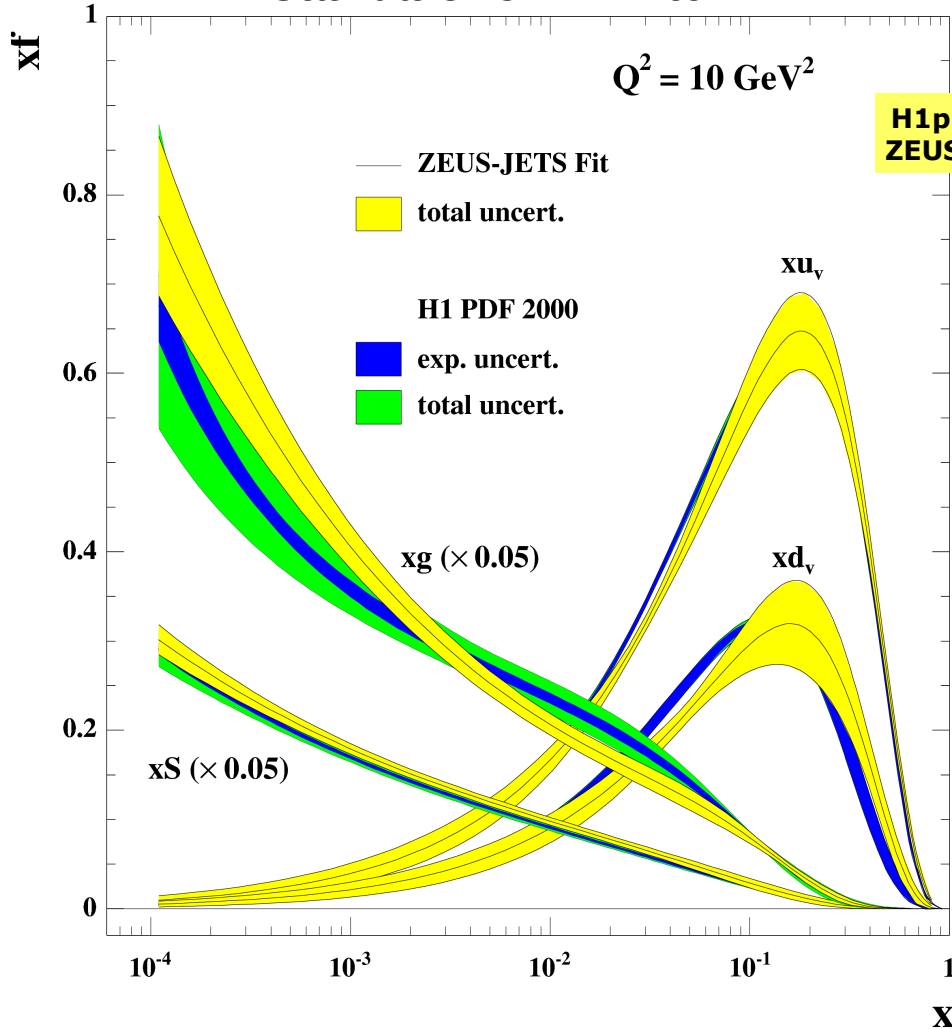 1
xf
Q² = 10 GeV²
H1p
ZEUS
ZEUS-JETS Fit
0.8
total uncert.
xu_v
H1 PDF 2000
exp. uncert.
0.6
total uncert.
xg (× 0.05)
xd_v
0.4
0.2
xS (× 0.05)
0
10⁻⁴ 10⁻³ 10⁻² 10⁻¹ 1
x